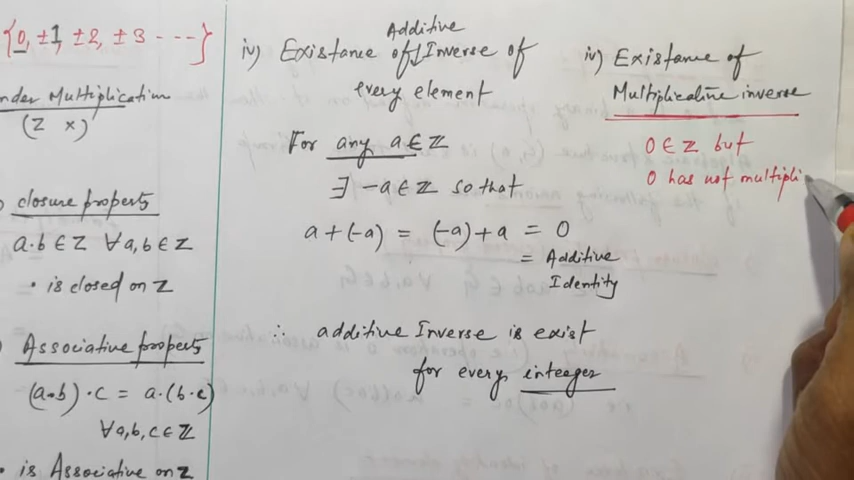 {0, ±1, ±2, ±3 ----}
nder Multiplication
(Z ×)
closure property
a.b ∈ Z ∀a,b ∈ Z
. is closed on Z
Associative property
(a.b).c = a.(b.c)
∀a,b,c ∈ Z
. is Associative on Z
iv) Existance of Additive Inverse of
every element
For any a ∈ Z
∃ -a ∈ Z so that
a+(-a) = (-a)+a = 0
= Additive
Identity
∴ additive Inverse is exist
for every inteeger
iv) Existance of
Multiplicative inverse
0 ∈ Z but
0 has not multipli